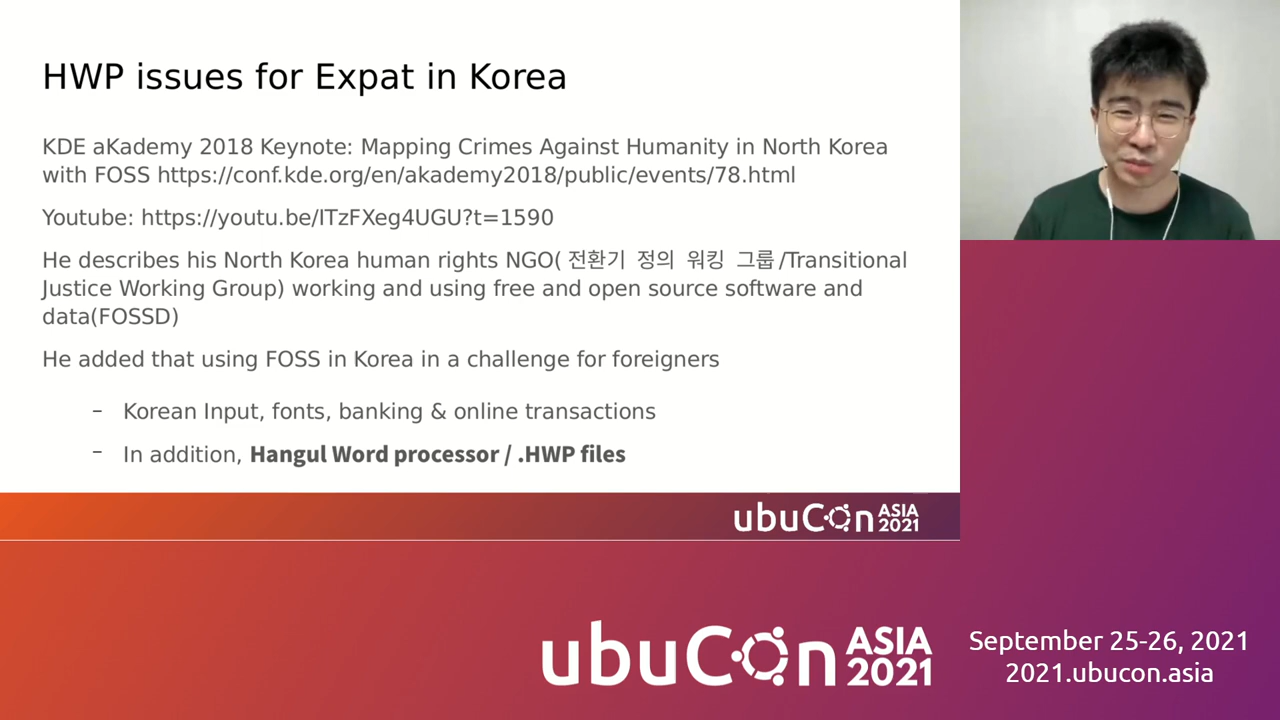 HWP issues for Expat in Korea
KDE aKademy 2018 Keynote: Mapping Crimes Against Humanity in North Korea
with FOSS https://conf.kde.org/en/akademy2018/public/events/78.html
Youtube: https://youtu.be/lTzFXeg4UGU?t=1590
He describes his North Korea human rights NGO( 전환기 정의 워킹 그룹 /Transitional
Justice Working Group) working and using free and open source software and
data(FOSSD)
He added that using FOSS in Korea in a challenge for foreigners
– Korean Input, fonts, banking & online transactions
– In addition, Hangul Word processor / .HWP files
ubuCon ASIA
2021
ubuCon ASIA
2021
September 25-26, 2021
2021.ubucon.asia